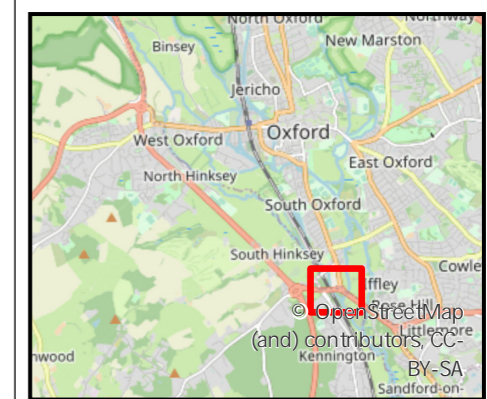 North Oxford
Northway
Binsey
New Marston
Jericho
Oxford
West Oxford
East Oxford
North Hinksey
South Oxford
South Hinksey
Cowle
Iffley
© OpenStreetMap
Rose Hill
Littlemore
(and) contributors, CC-
nwood
Kennington
BY-SA
Sandford-on-